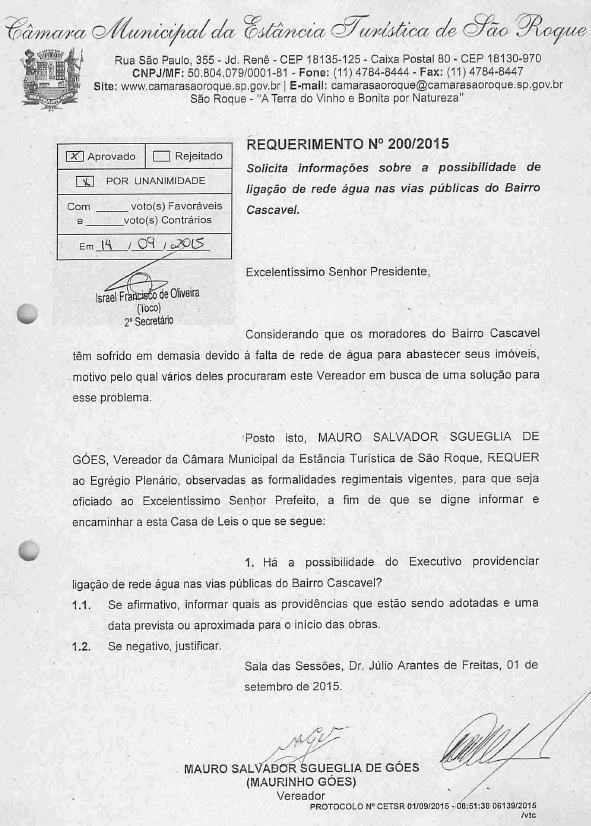 Câmara Municipal da Estância Turística de São Roque
Rua São Paulo, 355 - Jd. Renê - CEP 18135-125 - Caixa Postal 80 - CEP 18130-970
CNPJ/MF: 50.804.079/0001-81 - Fone: (11) 4784-8444 - Fax: (11) 4784-8447
Site: www.camarasaoroque.sp.gov.br | E-mail: camarasaoroque@camarasaoroque.sp.gov.br
São Roque - "A Terra do Vinho e Bonita por Natureza"
REQUERIMENTO Nº 200/2015
Solicita informações sobre a possibilidade de
ligação de rede água nas vias públicas do Bairro
Cascavel.
X Aprovado Rejeitado
X POR UNANIMIDADE
Com ______ voto(s) Favoráveis
e ______ voto(s) Contrários
Em 14 / 09 / 2015
Israel Francisco de Oliveira
(Toco)
2º Secretário
Excelentíssimo Senhor Presidente,
Considerando que os moradores do Bairro Cascavel
têm sofrido em demasia devido à falta de rede de água para abastecer seus imóveis,
motivo pelo qual vários deles procuraram este Vereador em busca de uma solução para
esse problema.
Posto isto, MAURO SALVADOR SGUEGLIA DE
GÓES, Vereador da Câmara Municipal da Estância Turística de São Roque, REQUER
ao Egrégio Plenário, observadas as formalidades regimentais vigentes, para que seja
oficiado ao Excelentíssimo Senhor Prefeito, a fim de que se digne informar e
encaminhar a esta Casa de Leis o que se segue:
1. Há a possibilidade do Executivo providenciar
ligação de rede água nas vias públicas do Bairro Cascavel?
1.1. Se afirmativo, informar quais as providências que estão sendo adotadas e uma
data prevista ou aproximada para o início das obras.
1.2. Se negativo, justificar.
Sala das Sessões, Dr. Júlio Arantes de Freitas, 01 de
setembro de 2015.
MAURO SALVADOR SGUEGLIA DE GÓES
(MAURINHO GÓES)
Vereador
PROTOCOLO Nº CETSR 01/09/2015 - 08:51:38 06139/2015
/vtc